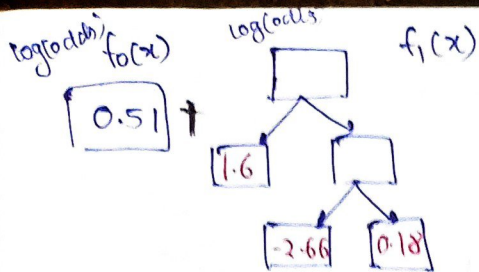 log(odds) f₀(x)
log(odds f₁(x)
0.51 +
1.6
-2.66 0.18